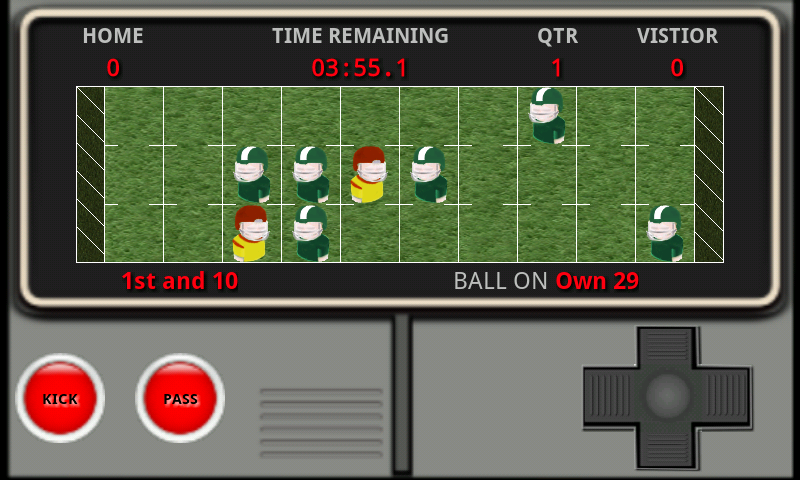 HOME TIME REMAINING QTR VISTIOR
0 03:55.1 1 0
1st and 10 BALL ON Own 29
KICK PASS